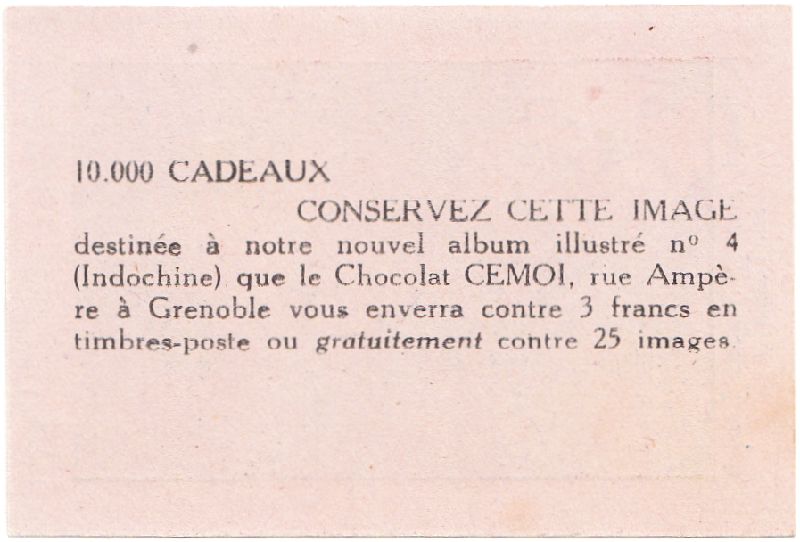 10.000 CADEAUX
CONSERVEZ CETTE IMAGE
destinée à notre nouvel album illustré nº 4
(Indochine) que le Chocolat CEMOI, rue Ampè-
re à Grenoble vous enverra contre 3 francs en
timbres-poste ou gratuitement contre 25 images.